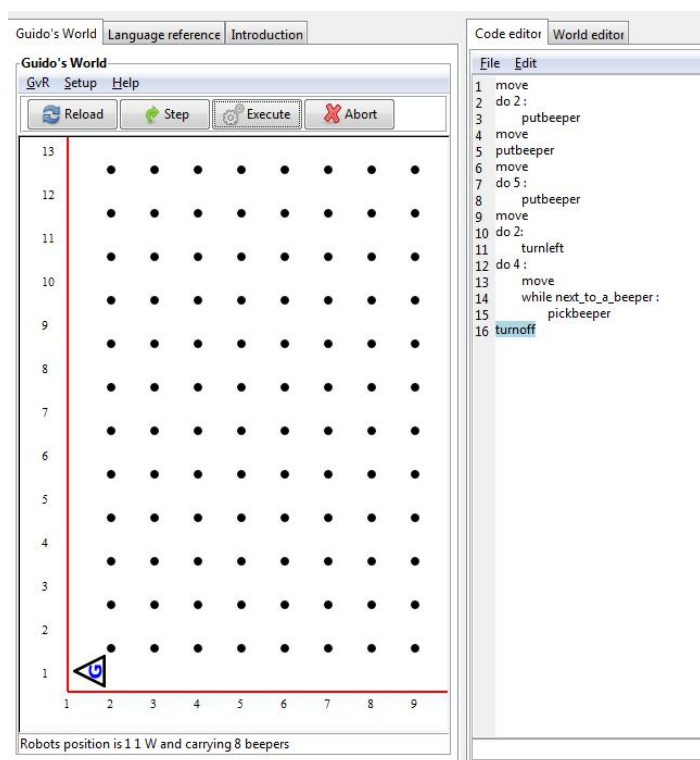 Guido's World Language reference Introduction
Guido's World
GvR Setup Help
Reload Step Execute Abort
13
12
11
10
9
8
7
6
5
4
3
2
1
G
1 2 3 4 5 6 7 8 9
Robots position is 1 1 W and carrying 8 beepers
Code editor World editor
File Edit
1 move
2 do 2 :
3 putbeeper
4 move
5 putbeeper
6 move
7 do 5 :
8 putbeeper
9 move
10 do 2:
11 turnleft
12 do 4 :
13 move
14 while next_to_a_beeper :
15 pickbeeper
16 turnoff